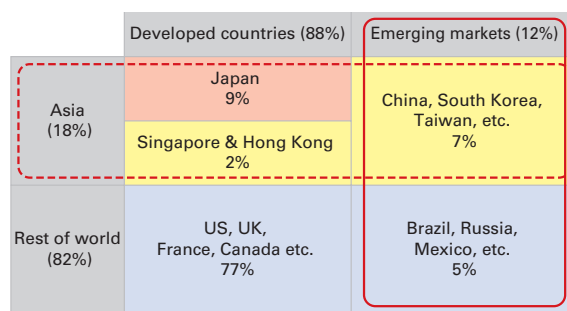 Developed countries (88%)
Emerging markets (12%)
Asia
(18%)
Japan
9%
Singapore & Hong Kong
2%
China, South Korea,
Taiwan, etc.
7%
Rest of world
(82%)
US, UK,
France, Canada etc.
77%
Brazil, Russia,
Mexico, etc.
5%